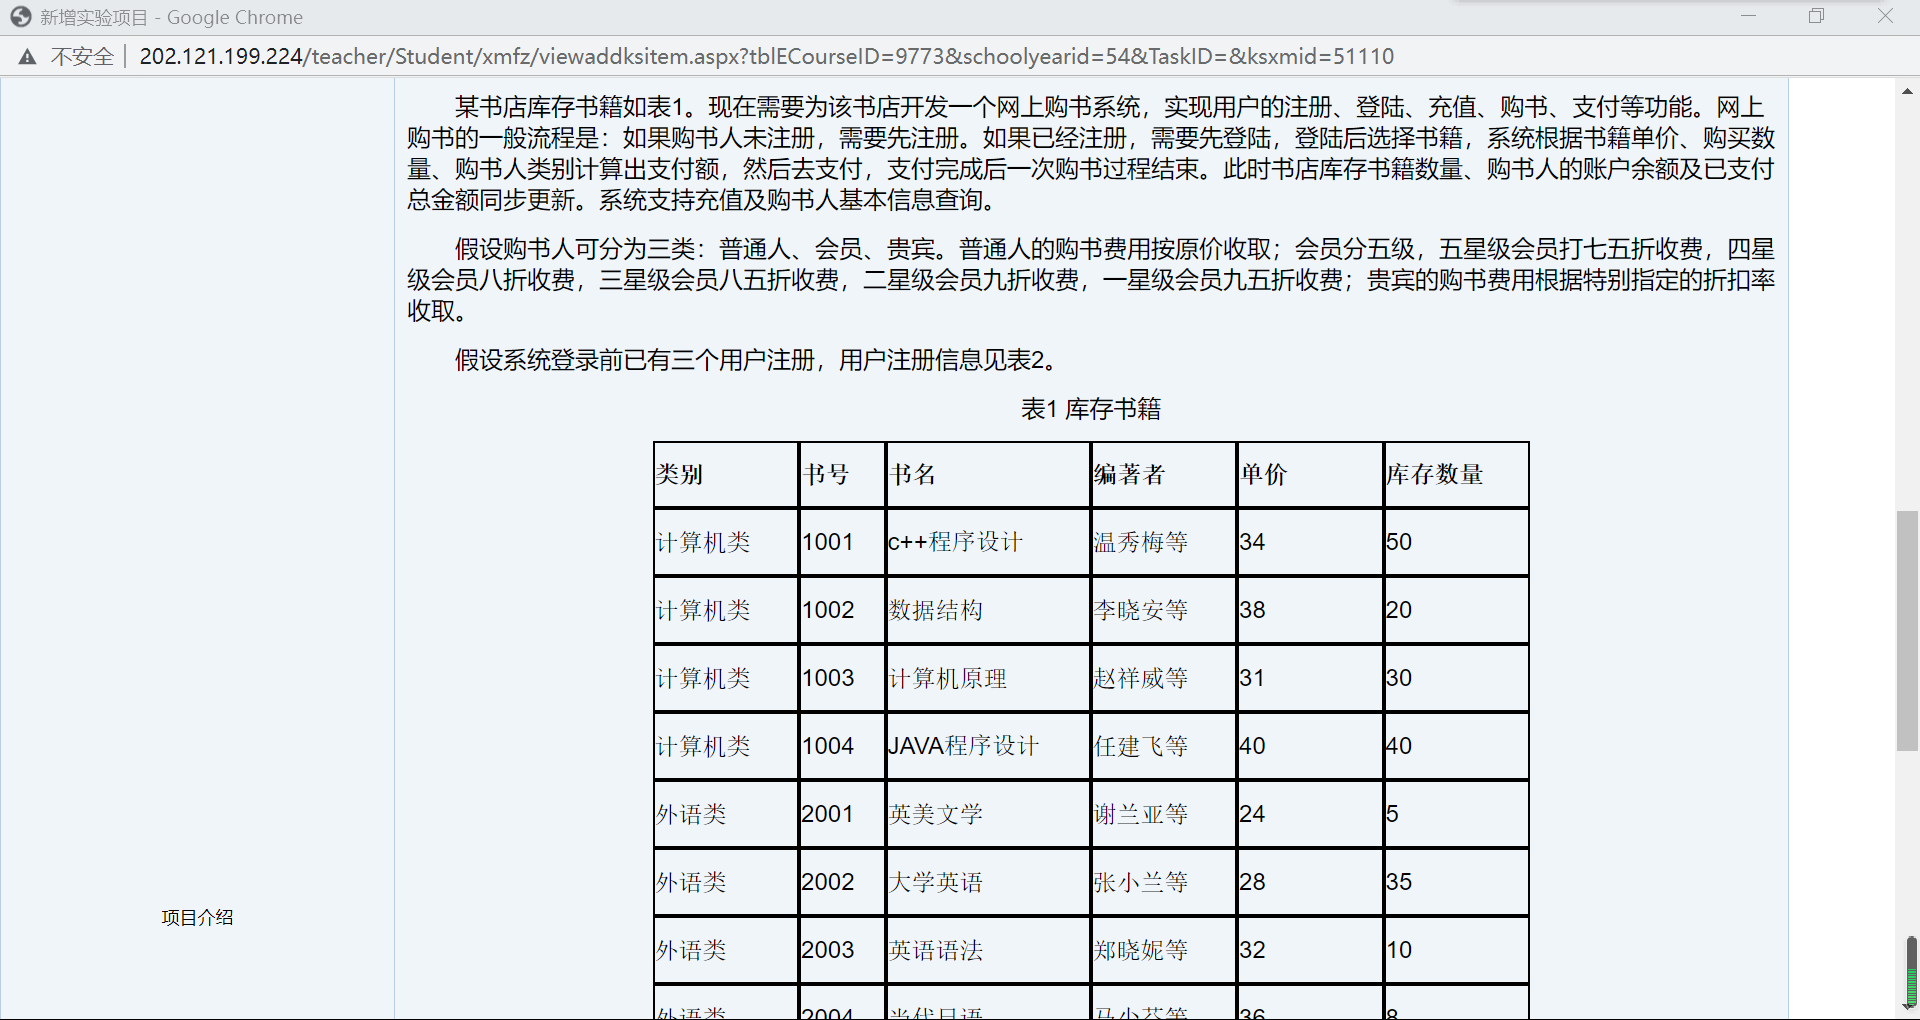 新增实验项目 - Google Chrome
不安全 | 202.121.199.224/teacher/Student/xmfz/viewaddksitem.aspx?tblECourseID=9773&schoolyearid=54&TaskID=&ksxmid=51110
某书店库存书籍如表1。现在需要为该书店开发一个网上购书系统，实现用户的注册、登陆、充值、购书、支付等功能。网上
购书的一般流程是：如果购书人未注册，需要先注册。如果已经注册，需要先登陆，登陆后选择书籍，系统根据书籍单价、购买数
量、购书人类别计算出支付额，然后去支付，支付完成后一次购书过程结束。此时书店库存书籍数量、购书人的账户余额及已支付
总金额同步更新。系统支持充值及购书人基本信息查询。
假设购书人可分为三类：普通人、会员、贵宾。普通人的购书费用按原价收取；会员分五级，五星级会员打七五折收费，四星
级会员八折收费，三星级会员八五折收费，二星级会员九折收费，一星级会员九五折收费；贵宾的购书费用根据特别指定的折扣率
收取。
假设系统登录前已有三个用户注册，用户注册信息见表2。
表1 库存书籍
类别 书号 书名 编著者 单价 库存数量
计算机类 1001 c++程序设计 温秀梅等 34 50
计算机类 1002 数据结构 李晓安等 38 20
计算机类 1003 计算机原理 赵祥威等 31 30
计算机类 1004 JAVA程序设计 任建飞等 40 40
外语类 2001 英美文学 谢兰亚等 24 5
外语类 2002 大学英语 张小兰等 28 35
外语类 2003 英语语法 郑晓妮等 32 10
外语类 2004 当代日语 马小芬等 36 8
项目介绍